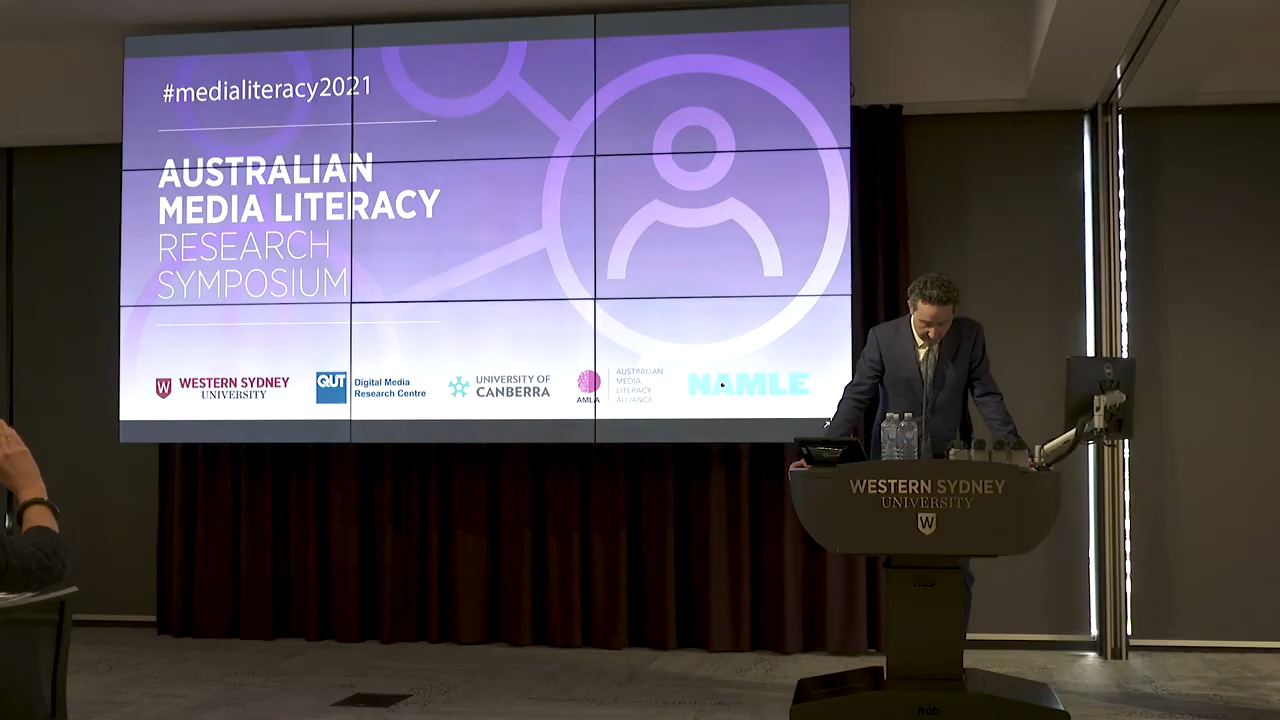 #medialiteracy2021
AUSTRALIAN
MEDIA LITERACY
RESEARCH
SYMPOSIUM
W
WESTERN SYDNEY
UNIVERSITY
QUT
Digital Media
Research Centre
UNIVERSITY OF
CANBERRA
AMLA
AUSTRALIAN
MEDIA
LITERACY
ALLIANCE
NAMLE
WESTERN SYDNEY
UNIVERSITY
W
hub